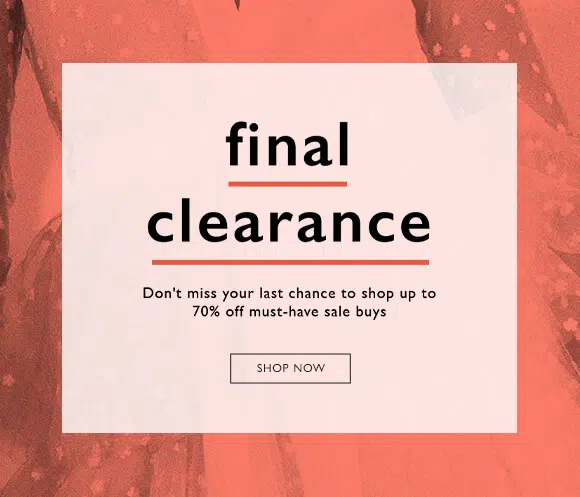 final
clearance
Don't miss your last chance to shop up to
70% off must-have sale buys
SHOP NOW